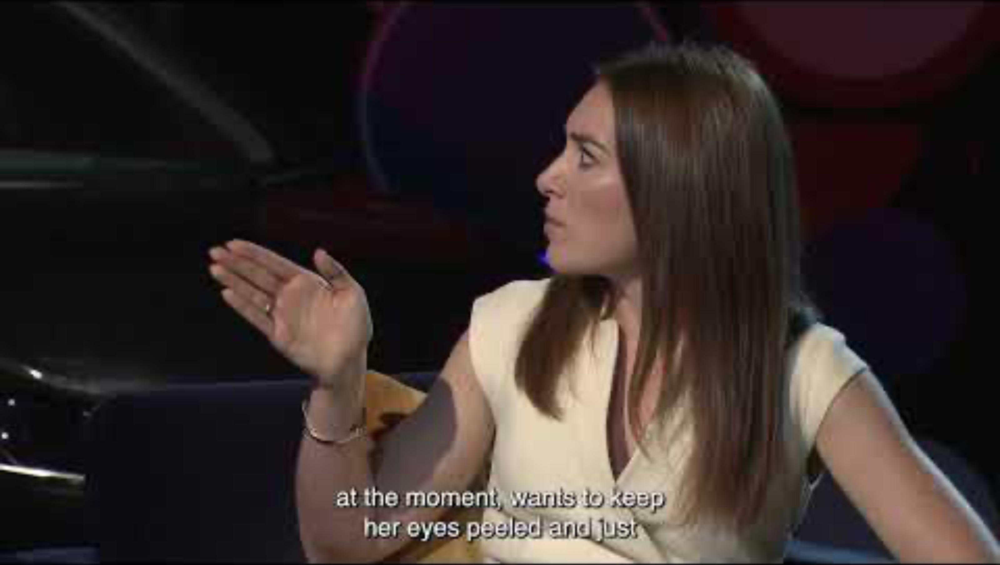 at the moment, wants to keep
her eyes peeled and just